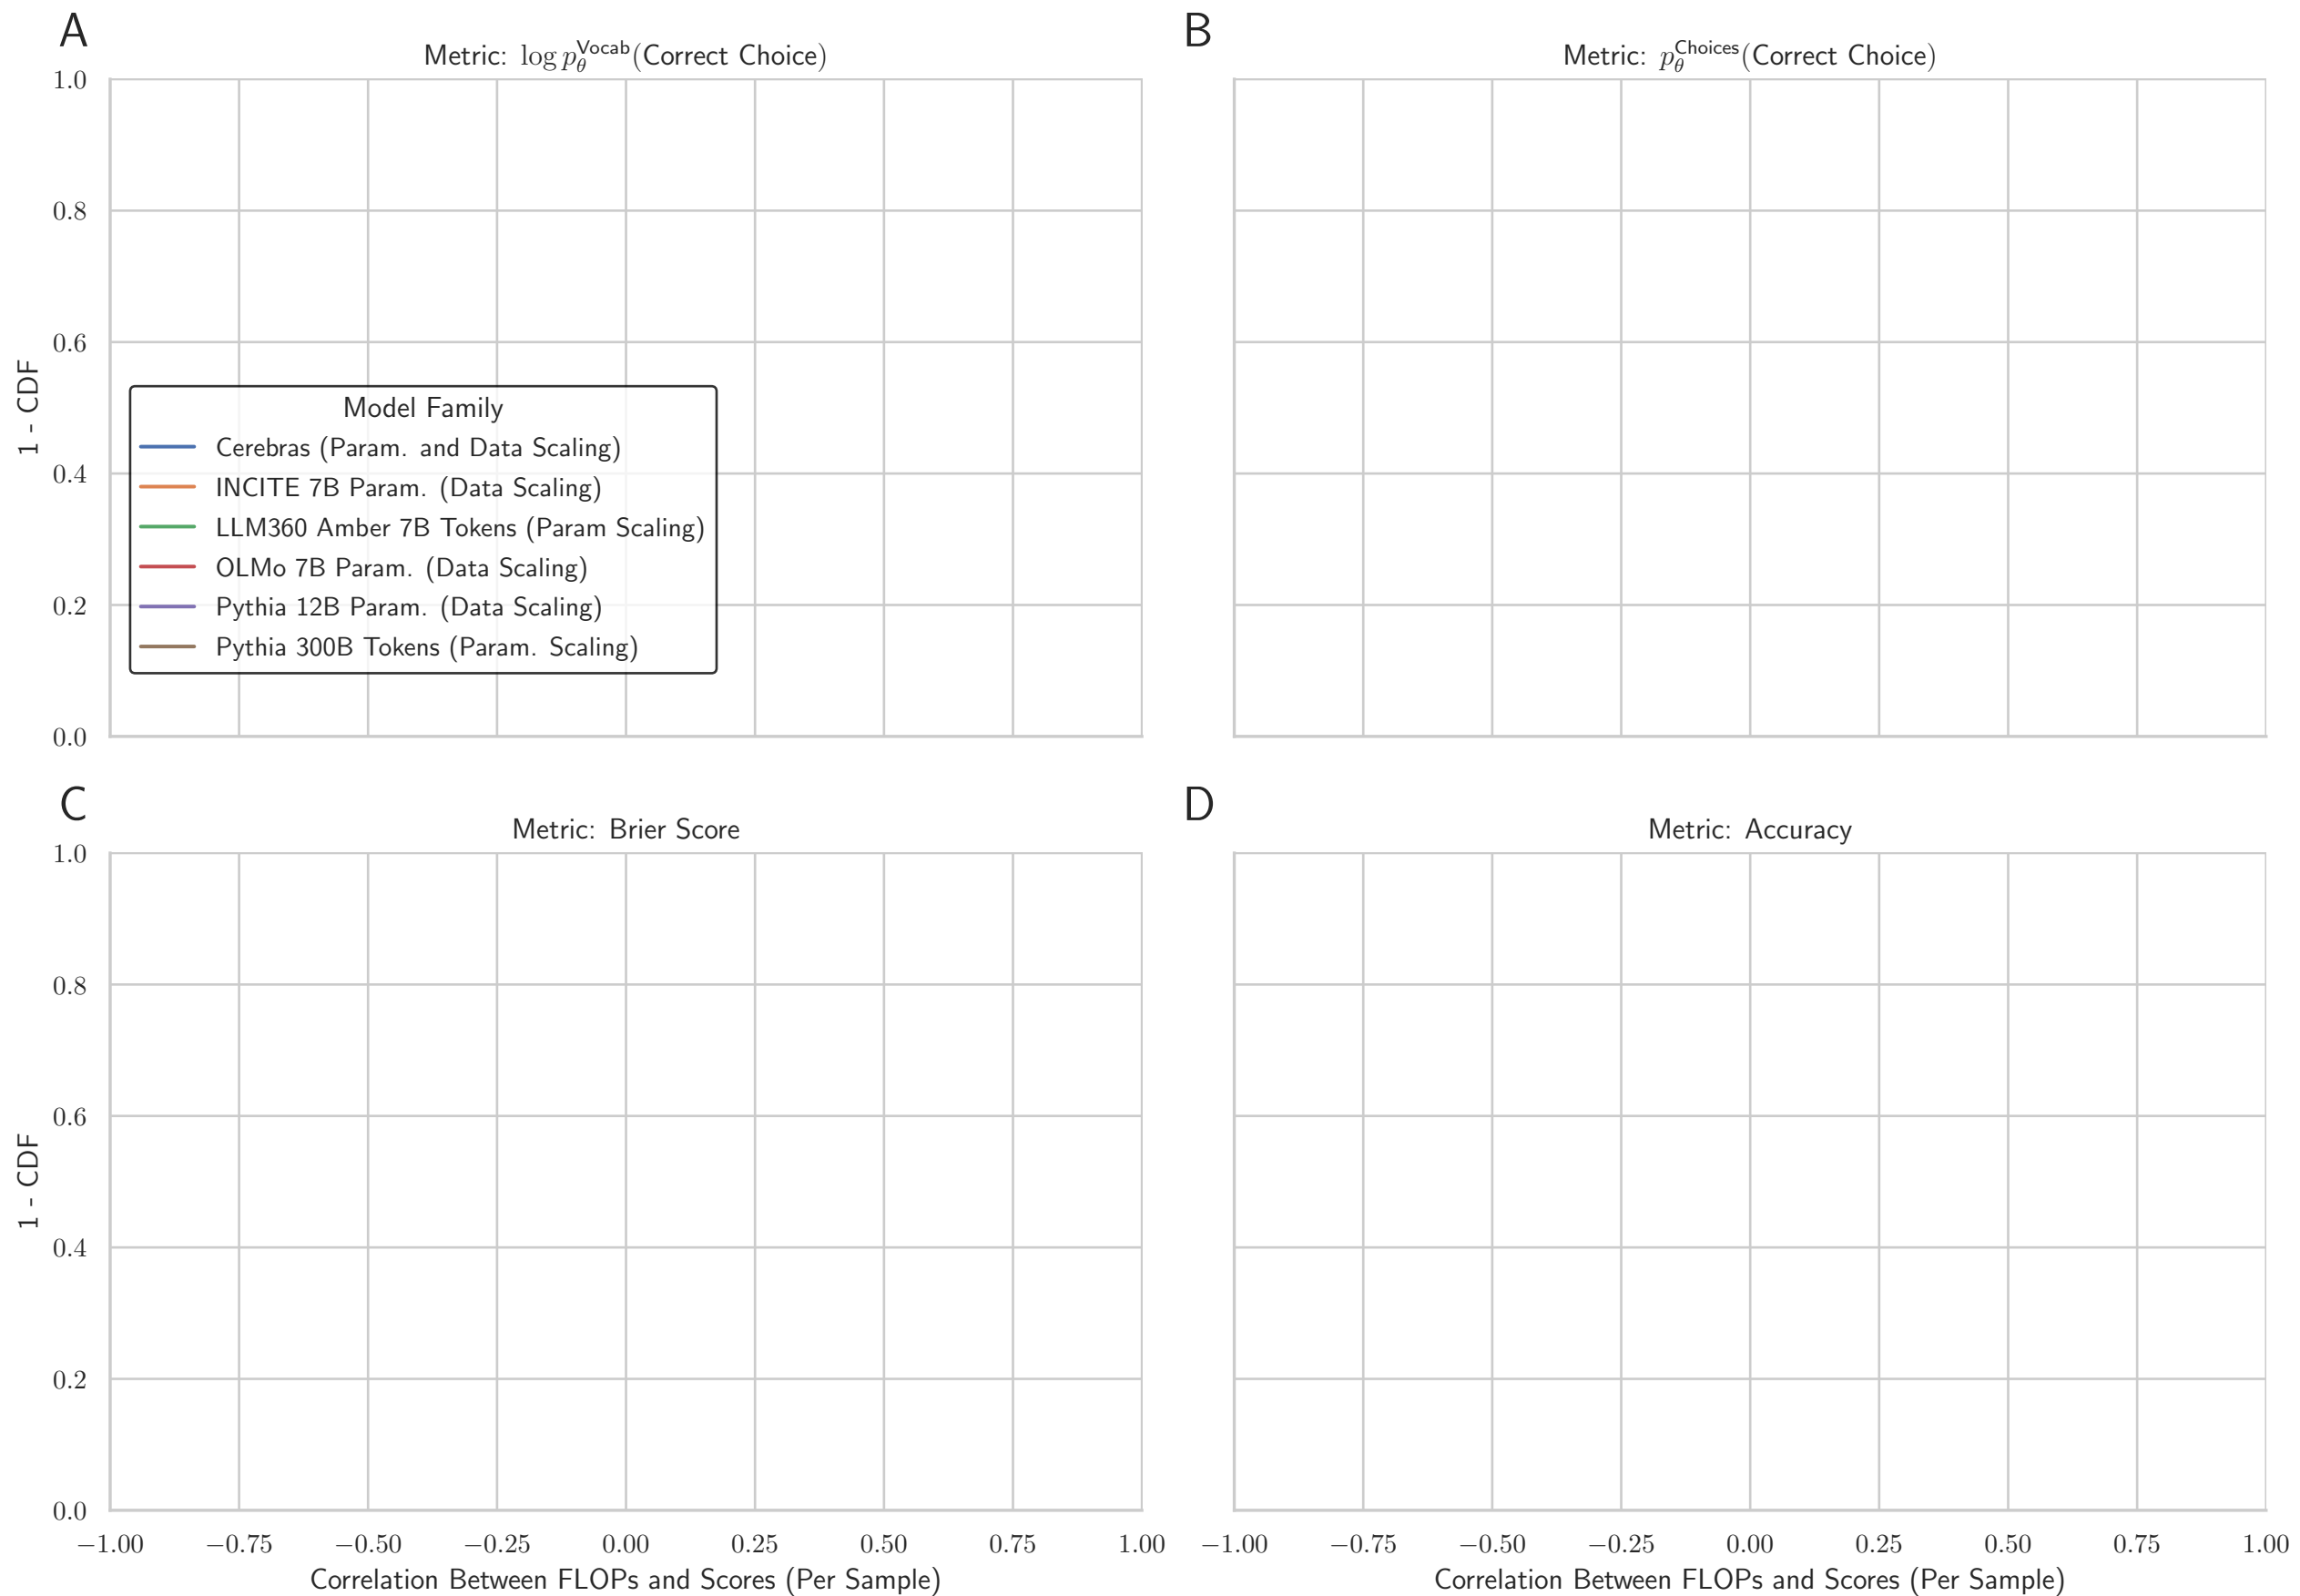 A
Metric: log p_θ^Vocab(Correct Choice)
1.0
0.8
0.6
0.4
0.2
0.0
1 - CDF
Model Family
Cerebras (Param. and Data Scaling)
INCITE 7B Param. (Data Scaling)
LLM360 Amber 7B Tokens (Param Scaling)
OLMo 7B Param. (Data Scaling)
Pythia 12B Param. (Data Scaling)
Pythia 300B Tokens (Param. Scaling)
B
Metric: p_θ^Choices(Correct Choice)
C
Metric: Brier Score
1.0
0.8
0.6
0.4
0.2
0.0
1 - CDF
−1.00 −0.75 −0.50 −0.25 0.00 0.25 0.50 0.75 1.00
Correlation Between FLOPs and Scores (Per Sample)
D
Metric: Accuracy
−1.00 −0.75 −0.50 −0.25 0.00 0.25 0.50 0.75 1.00
Correlation Between FLOPs and Scores (Per Sample)